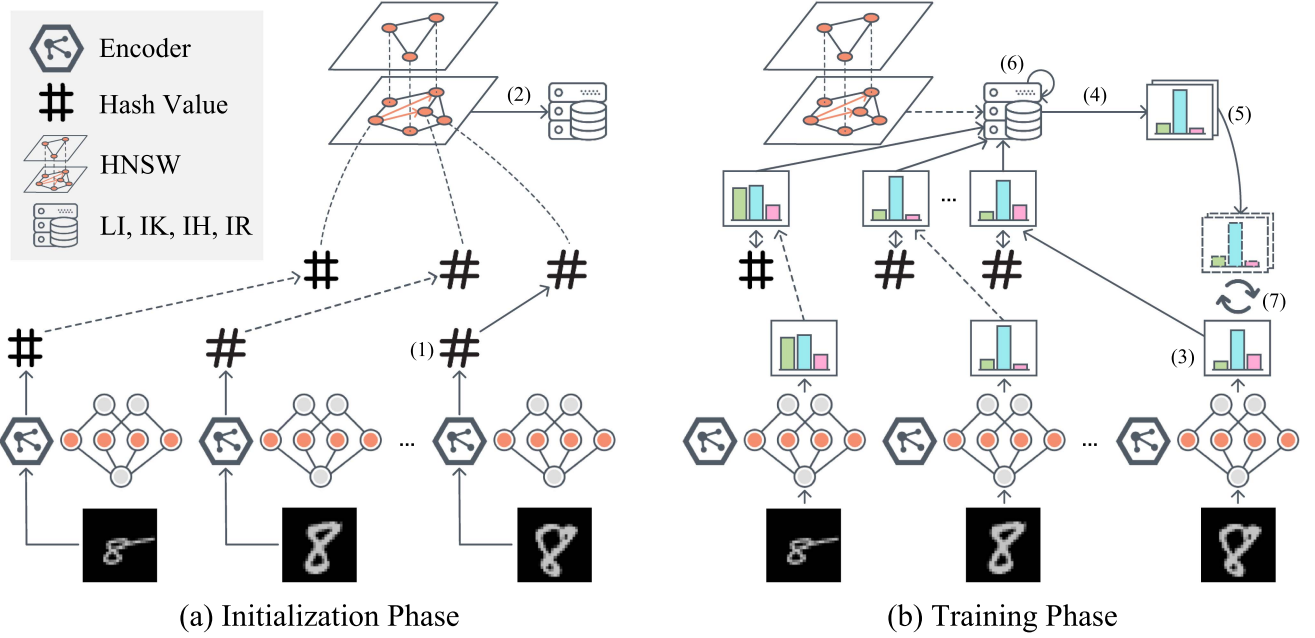 Encoder
Hash Value
HNSW
LI, IK, IH, IR
(2)
(1)
...
(a) Initialization Phase
(6)
(4)
(5)
...
(7)
(3)
...
(b) Training Phase